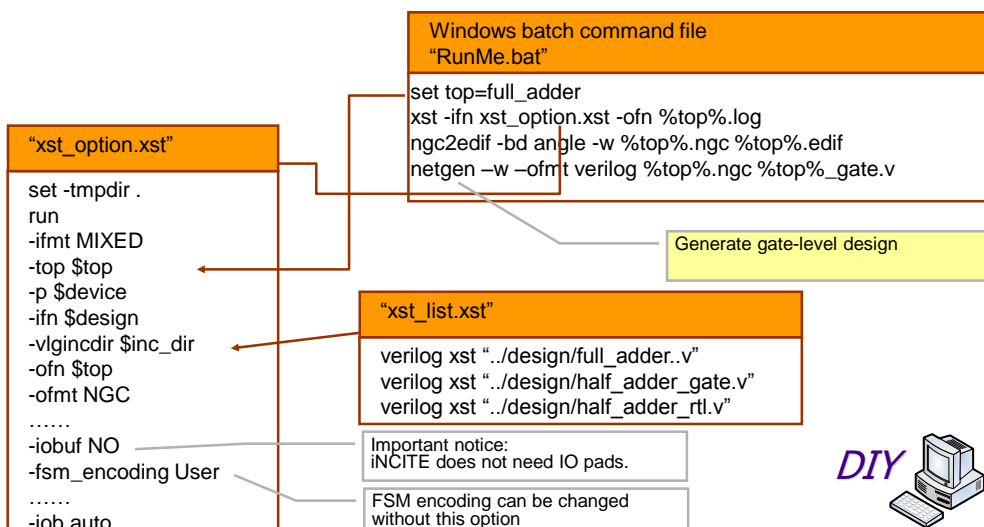 Windows batch command file
“RunMe.bat”
set top=full_adder
xst -ifn xst_option.xst -ofn %top%.log
ngc2edif -bd angle -w %top%.ngc %top%.edif
netgen –w –ofmt verilog %top%.ngc %top%_gate.v
Generate gate-level design
“xst_option.xst”
set -tmpdir .
run
-ifmt MIXED
-top $top
-p $device
-ifn $design
-vlgincdir $inc_dir
-ofn $top
-ofmt NGC
……
-iobuf NO
-fsm_encoding User
……
-iob auto
“xst_list.xst”
verilog xst “../design/full_adder..v”
verilog xst “../design/half_adder_gate.v”
verilog xst “../design/half_adder_rtl.v”
Important notice:
iNCITE does not need IO pads.
FSM encoding can be changed
without this option
DIY